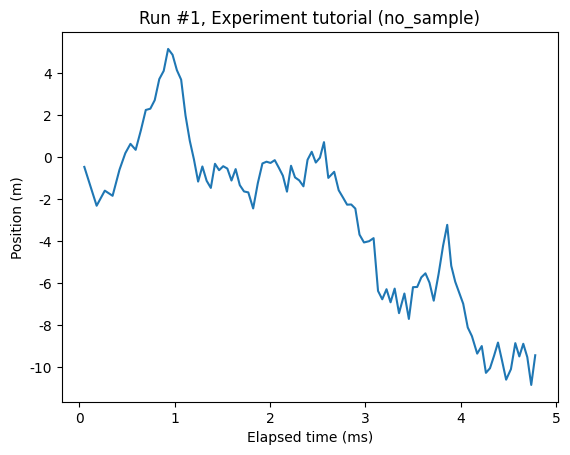 Run #1, Experiment tutorial (no_sample)
Position (m)
4
2
0
-2
-4
-6
-8
-10
0 1 2 3 4 5
Elapsed time (ms)